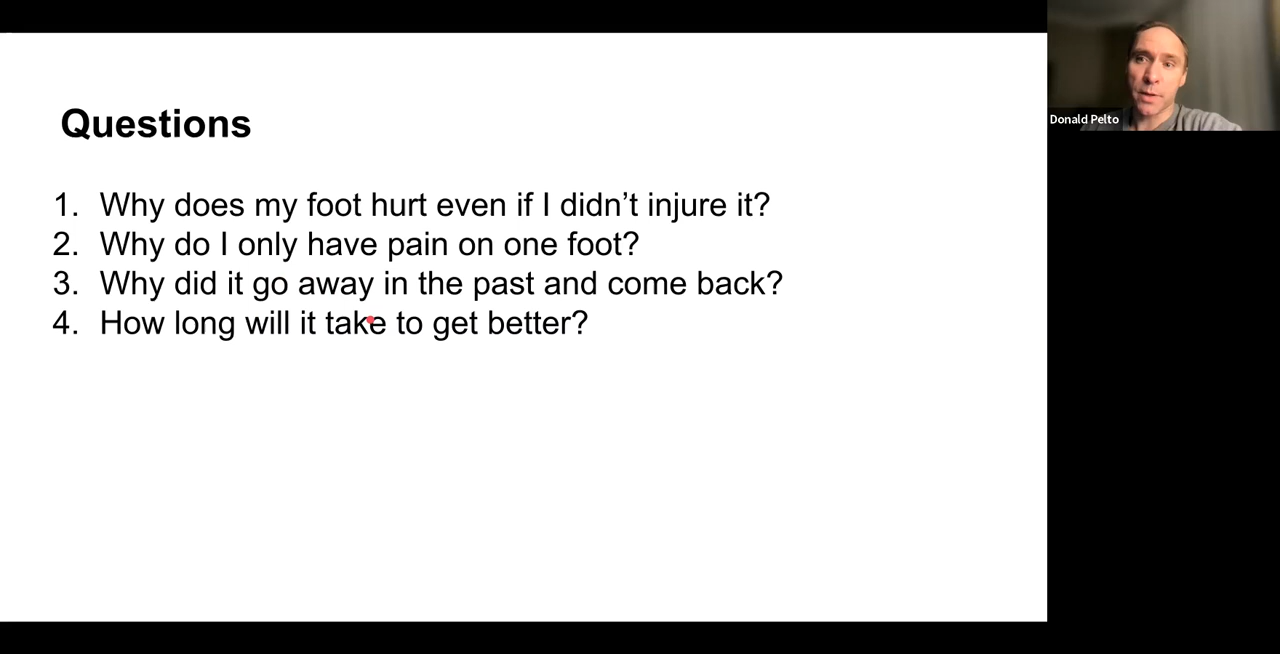 Questions
1. Why does my foot hurt even if I didn’t injure it?
2. Why do I only have pain on one foot?
3. Why did it go away in the past and come back?
4. How long will it take to get better?
Donald Pelto